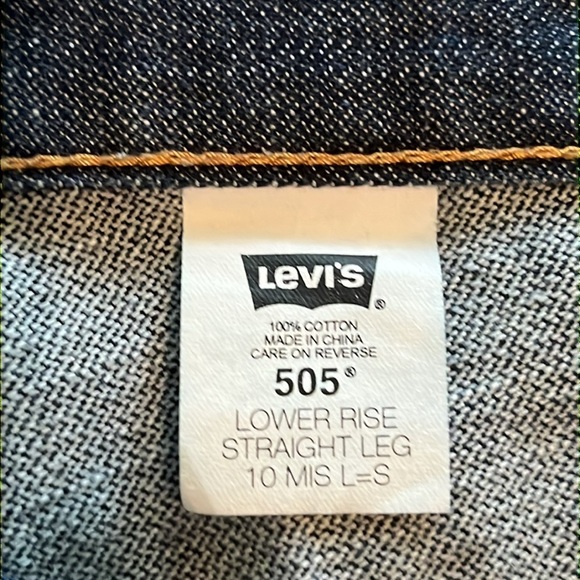 Levi's®
100% COTTON
MADE IN CHINA
CARE ON REVERSE
505®
LOWER RISE
STRAIGHT LEG
10 MIS L=S